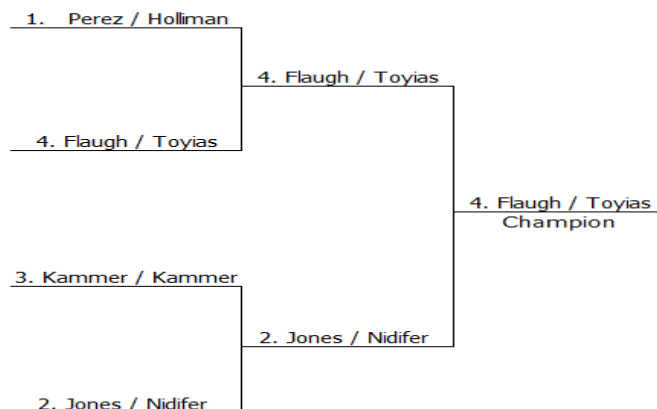 1. Perez / Holliman
4. Flaugh / Toyias
4. Flaugh / Toyias
4. Flaugh / Toyias
Champion
3. Kammer / Kammer
2. Jones / Nidifer
2. Jones / Nidifer